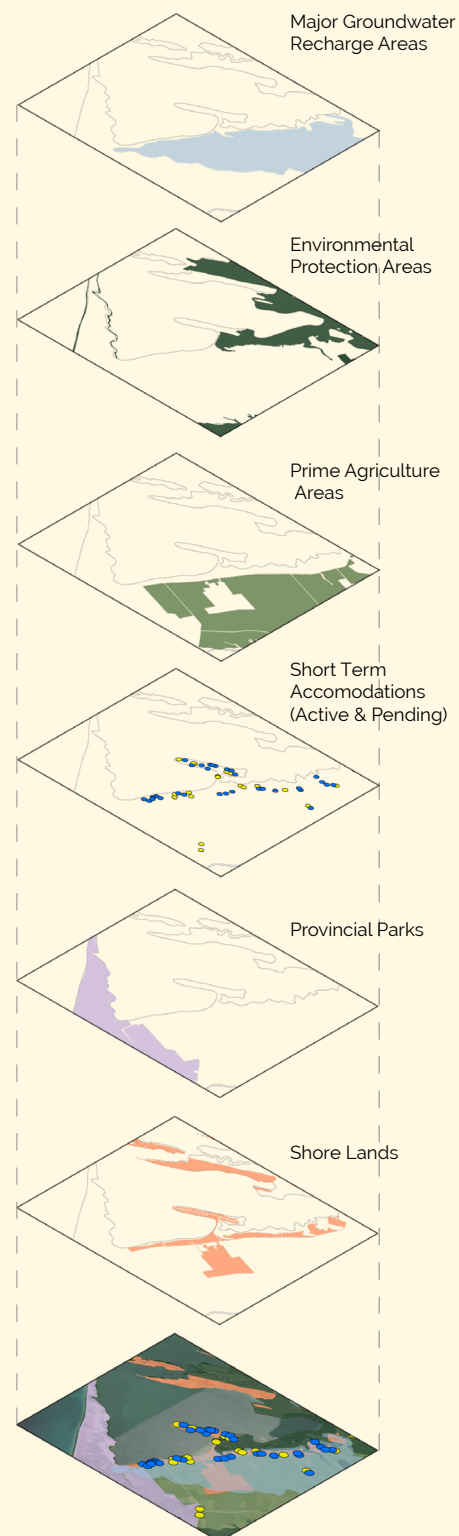 Major Groundwater
Recharge Areas
Environmental
Protection Areas
Prime Agriculture
Areas
Short Term
Accomodations
(Active & Pending)
Provincial Parks
Shore Lands